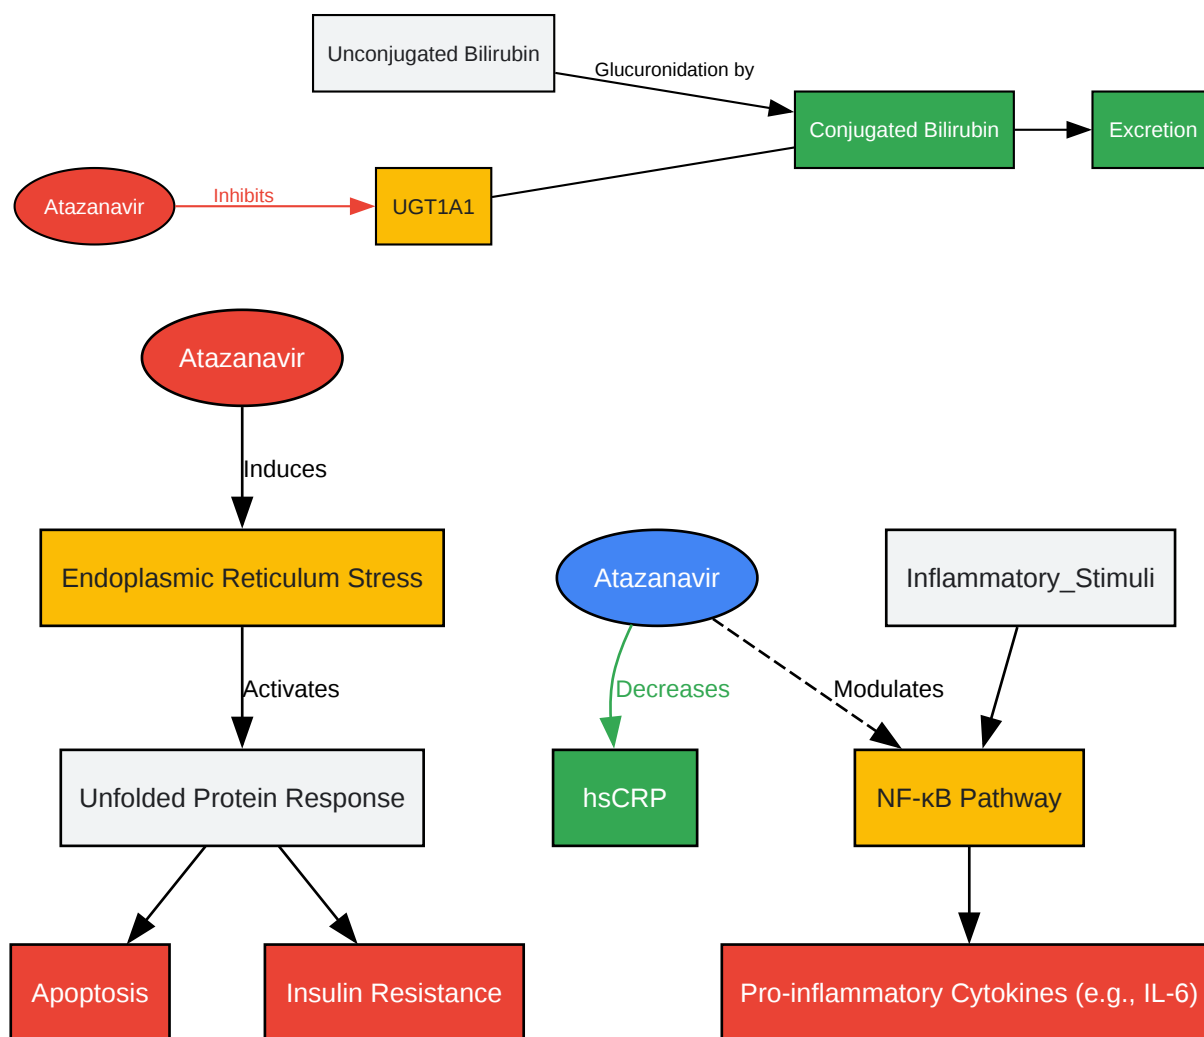 Unconjugated Bilirubin
Glucuronidation by
Conjugated Bilirubin
Excretion
Atazanavir
Inhibits
UGT1A1
Atazanavir
Induces
Endoplasmic Reticulum Stress
Activates
Unfolded Protein Response
Apoptosis
Insulin Resistance
Atazanavir
Inflammatory_Stimuli
Decreases
Modulates
hsCRP
NF-κB Pathway
Pro-inflammatory Cytokines (e.g., IL-6)